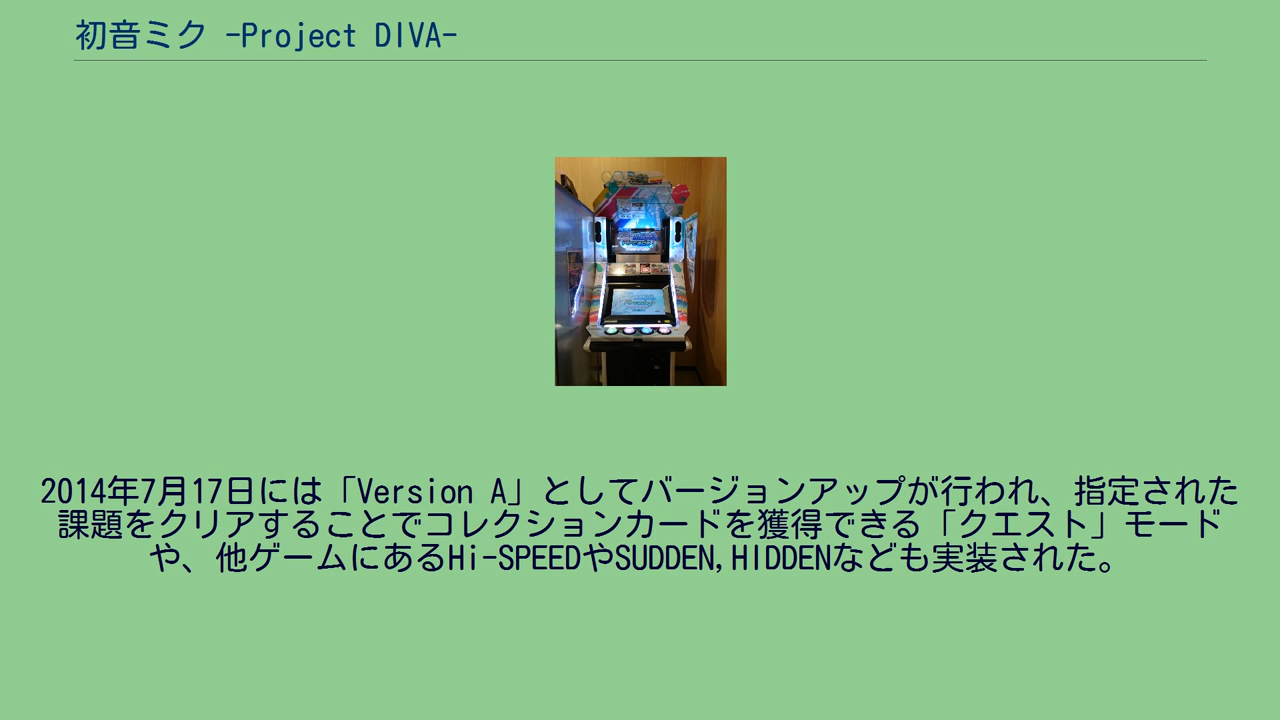 初音ミク -Project DIVA-
2014年7月17日には「Version A」としてバージョンアップが行われ、指定された
課題をクリアすることでコレクションカードを獲得できる「クエスト」モード
や、他ゲームにあるHi-SPEEDやSUDDEN,HIDDENなども実装された。